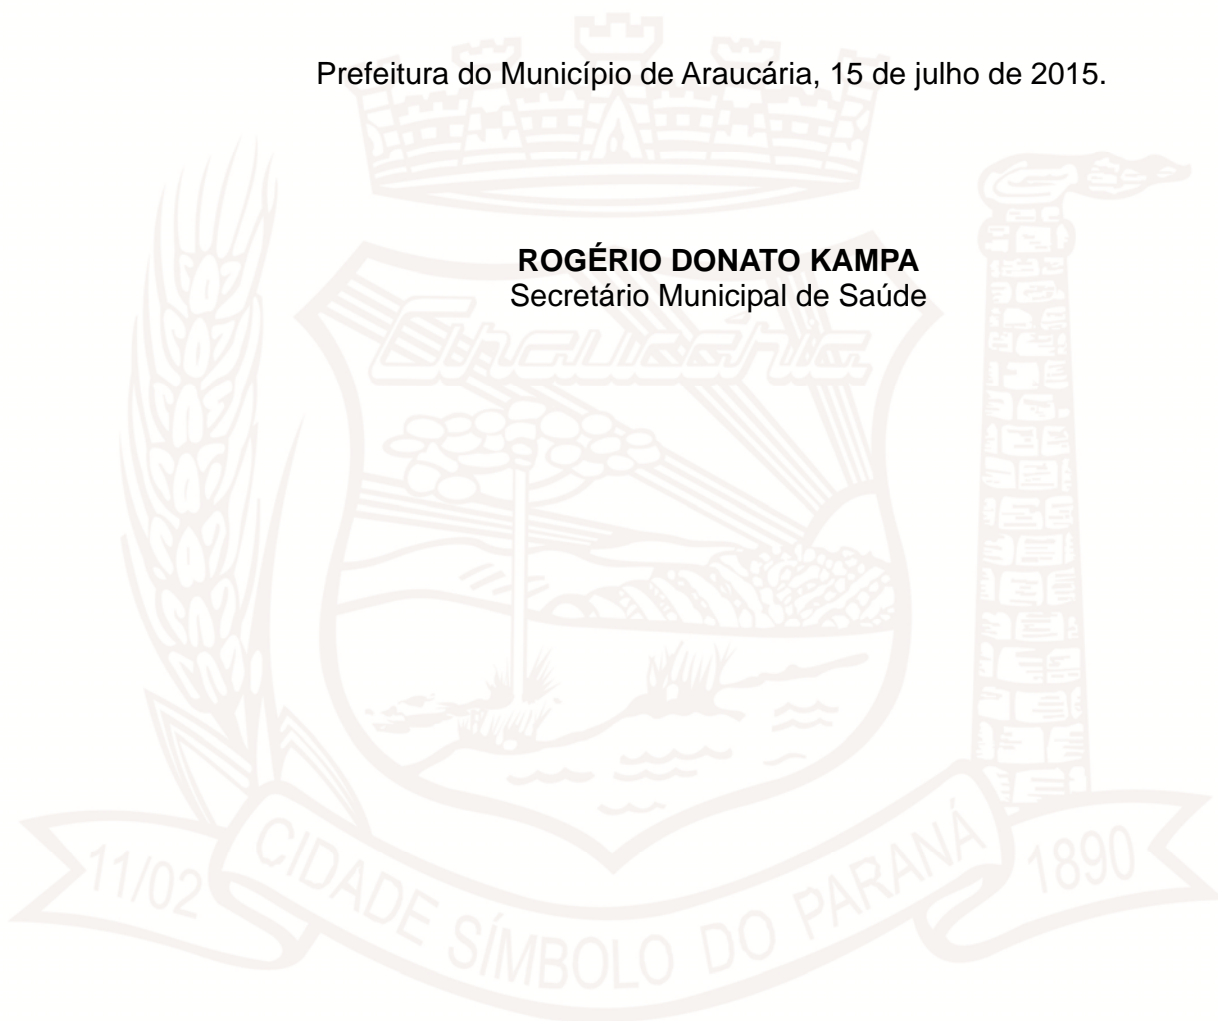 Prefeitura do Município de Araucária, 15 de julho de 2015.
ROGÉRIO DONATO KAMPA
Secretário Municipal de Saúde
Araucária
11/02
CIDADE SÍMBOLO DO PARANÁ
1890